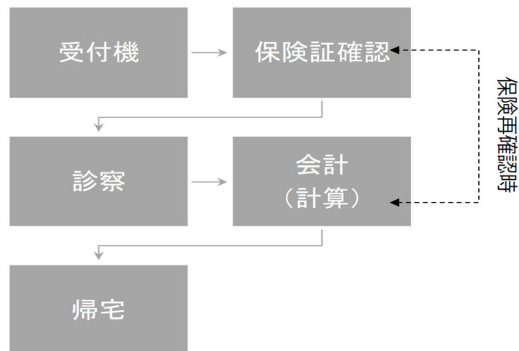 受付機
保険証確認
診察
会計
（計算）
帰宅
保険再確認時